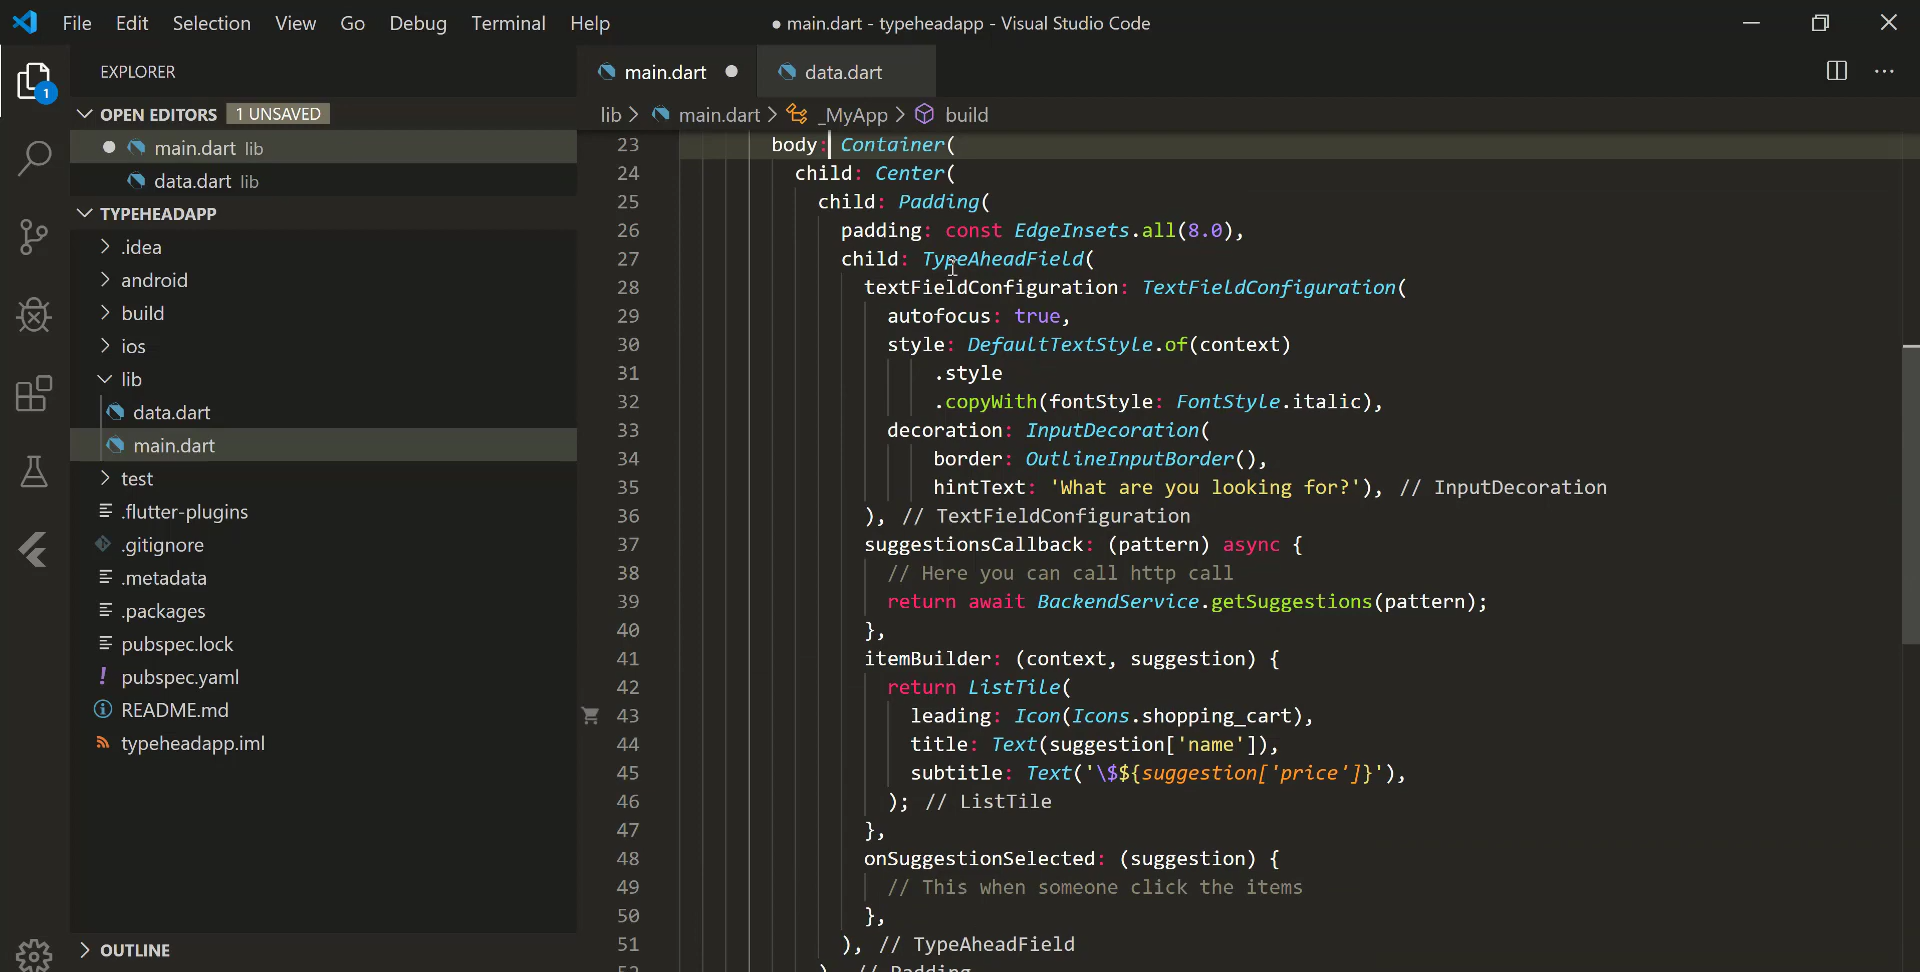 File Edit Selection View Go Debug Terminal Help
● main.dart - typeheadapp - Visual Studio Code
EXPLORER
OPEN EDITORS 1 UNSAVED
main.dart lib
data.dart lib
TYPEHEADAPP
.idea
android
build
ios
lib
data.dart
main.dart
test
.flutter-plugins
.gitignore
.metadata
.packages
pubspec.lock
pubspec.yaml
README.md
typeheadapp.iml
OUTLINE
1
main.dart data.dart
lib > main.dart > _MyApp > build
23 body: Container(
24 child: Center(
25 child: Padding(
26 padding: const EdgeInsets.all(8.0),
27 child: TypeAheadField(
28 textFieldConfiguration: TextFieldConfiguration(
29 autofocus: true,
30 style: DefaultTextStyle.of(context)
31 .style
32 .copyWith(fontStyle: FontStyle.italic),
33 decoration: InputDecoration(
34 border: OutlineInputBorder(),
35 hintText: 'What are you looking for?'), // InputDecoration
36 ), // TextFieldConfiguration
37 suggestionsCallback: (pattern) async {
38 // Here you can call http call
39 return await BackendService.getSuggestions(pattern);
40 },
41 itemBuilder: (context, suggestion) {
42 return ListTile(
43 leading: Icon(Icons.shopping_cart),
44 title: Text(suggestion['name']),
45 subtitle: Text('\$${suggestion['price']}'),
46 ); // ListTile
47 },
48 onSuggestionSelected: (suggestion) {
49 // This when someone click the items
50 },
51 ), // TypeAheadField
52 ), // Padding